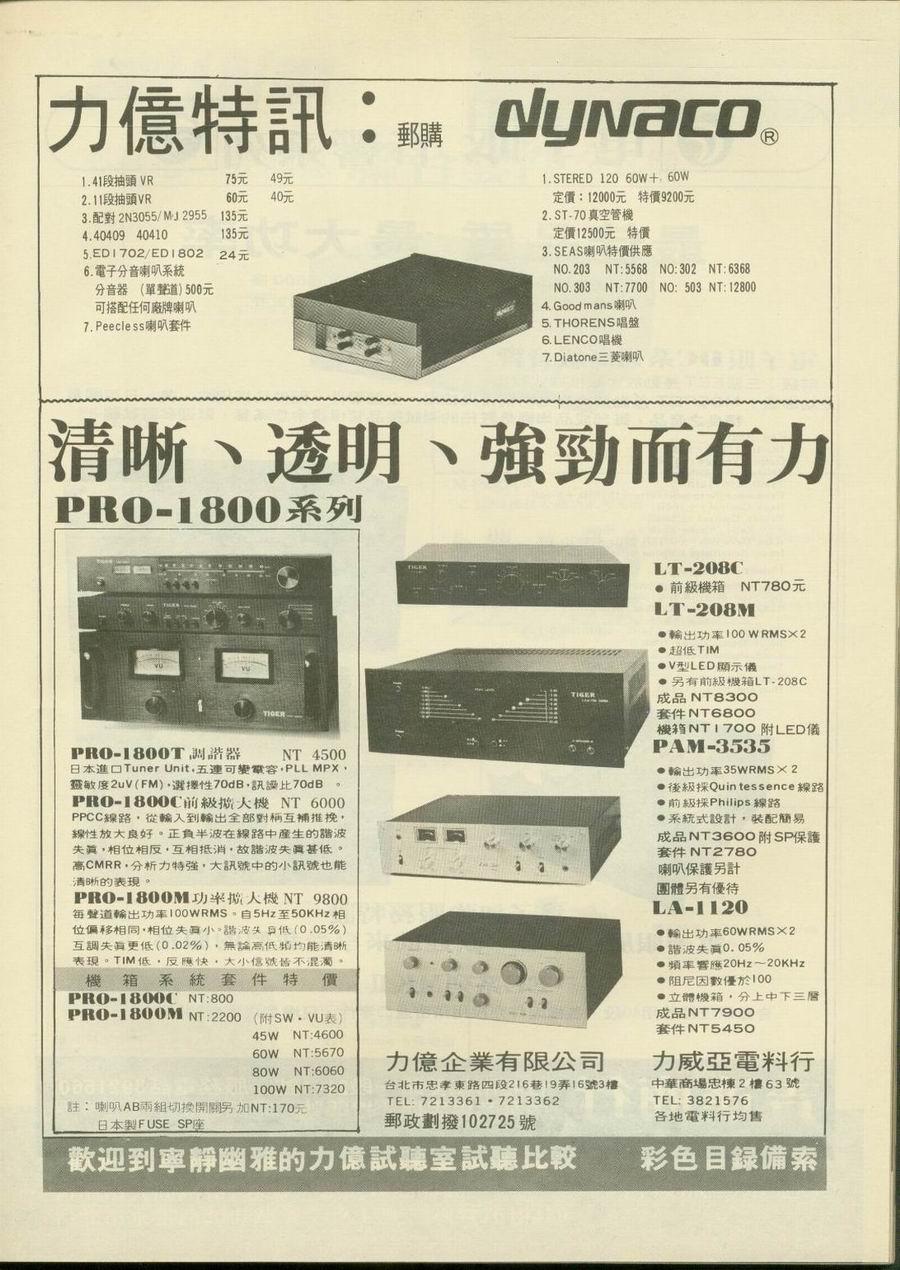 力億特訊：郵購
dynaco®
1.41段抽頭 VR 75元 49元
2.11段抽頭VR 60元 40元
3.配對 2N3055/MJ 2955 135元
4.40409 40410 135元
5.ED1702/ED1802 24元
6.電子分音喇叭系統
分音器 (單聲道)500元
可搭配任何廠牌喇叭
7.Peecless喇叭套件
1.STERED 120 60W+ 60W
定價：12000元 特價9200元
2.ST-70真空管機
定價12500元 特價
3.SEAS喇叭特價供應
NO.203 NT:5568 NO:302 NT:6368
NO.303 NT:7700 NO: 503 NT:12800
4.Goodmans喇叭
5.THORENS唱盤
6.LENCO唱機
7.Diatone三菱喇叭
清晰、透明、強勁而有力
PRO-1800系列
TIGER
TIGER
VU
VU
TIGER
PRO-1800T 調諧器 NT 4500
日本進口Tuner Unit,五連可變電容,PLL MPX,
靈敏度2uV(FM),選擇性70dB,訊譟比70dB 。
PRO-1800C前級擴大機 NT 6000
PPCC線路，從輸入到輸出全部對稱互補推挽，
線性放大良好。正負半波在線路中產生的諧波
失真，相位相反，互相抵消，故諧波失真甚低。
高CMRR，分析力特強，大訊號中的小訊號也能
清晰的表現。
PRO-1800M功率擴大機 NT 9800
每聲道輸出功率100WRMS。自5Hz至50KHz相
位偏移相同，相位失真小。諧波失真低(0.05%)
互調失真更低(0.02%)，無論高低頻均能清晰
表現。TIM低，反應快，大小信號皆不混濁。
機箱系統套件特價
PRO-1800C NT:800
PRO-1800M NT:2200 (附SW·VU表)
45W NT:4600
60W NT:5670
80W NT:6060
100W NT:7320
註：喇叭AB兩組切換開關另加NT:170元
日本製FUSE SP座
TIGER
LT-208C
●前級機箱 NT780元
LT-208M
●輸出功率100WRMS×2
●超低TIM
●V型LED顯示儀
●另有前級機箱LT-208C
成品NT8300
套件NT6800
機箱NT1700 附LED儀
TIGER
PAM-3535
●輸出功率35WRMS×2
●後級採Quintessence線路
●前級採Philips線路
●系統式設計，裝配簡易
成品NT3600附SP保護
套件NT2780
喇叭保護另計
團體另有優待
LA-1120
●輸出功率60WRMS×2
●諧波失真0.05%
●頻率響應20Hz～20KHz
●阻尼因數優於100
●立體機箱，分上中下三層
成品NT7900
套件NT5450
力億企業有限公司
台北市忠孝東路四段216巷19弄16號3樓
TEL: 7213361·7213362
郵政劃撥102725號
力威亞電料行
中華商場忠棟2樓63號
TEL: 3821576
各地電料行均售
歡迎到寧靜幽雅的力億試聽室試聽比較 彩色目錄備索